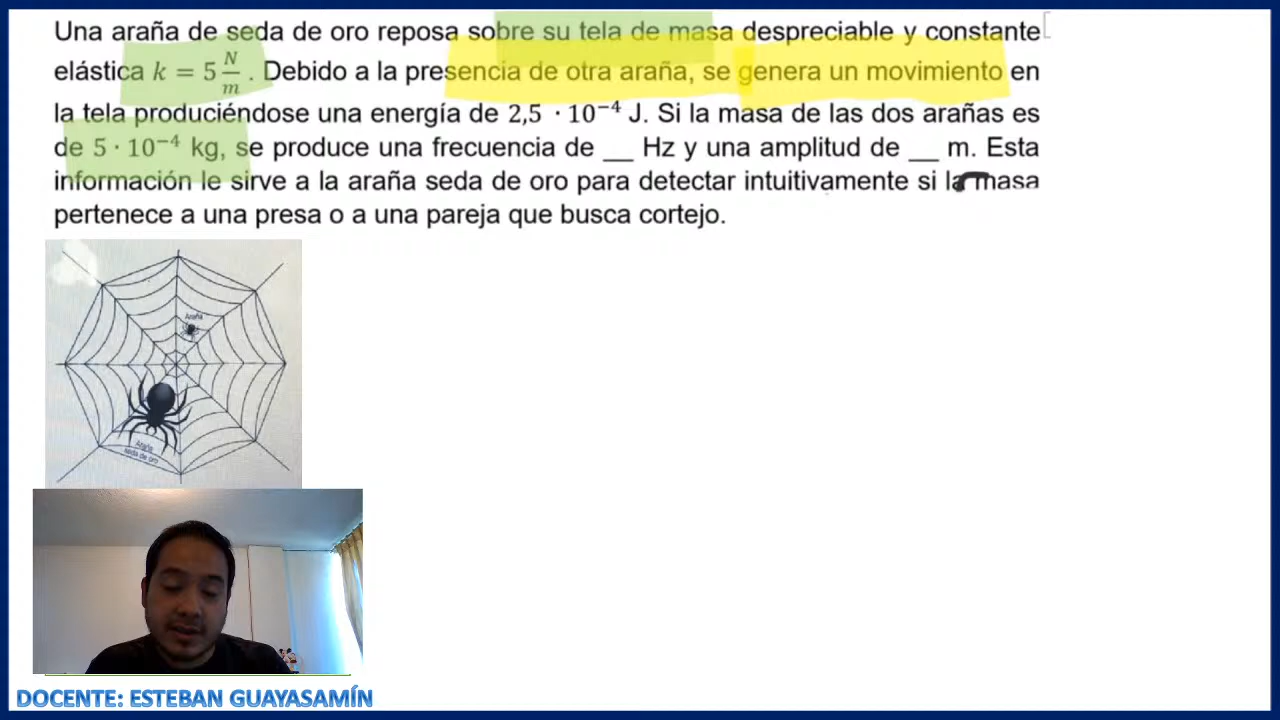 Una araña de seda de oro reposa sobre su tela de masa despreciable y constante
elástica k = 5 N/m . Debido a la presencia de otra araña, se genera un movimiento en
la tela produciéndose una energía de 2,5 · 10⁻⁴ J. Si la masa de las dos arañas es
de 5 · 10⁻⁴ kg, se produce una frecuencia de __ Hz y una amplitud de __ m. Esta
información le sirve a la araña seda de oro para detectar intuitivamente si la masa
pertenece a una presa o a una pareja que busca cortejo.
Araña
Araña
seda de oro
DOCENTE: ESTEBAN GUAYASAMÍN